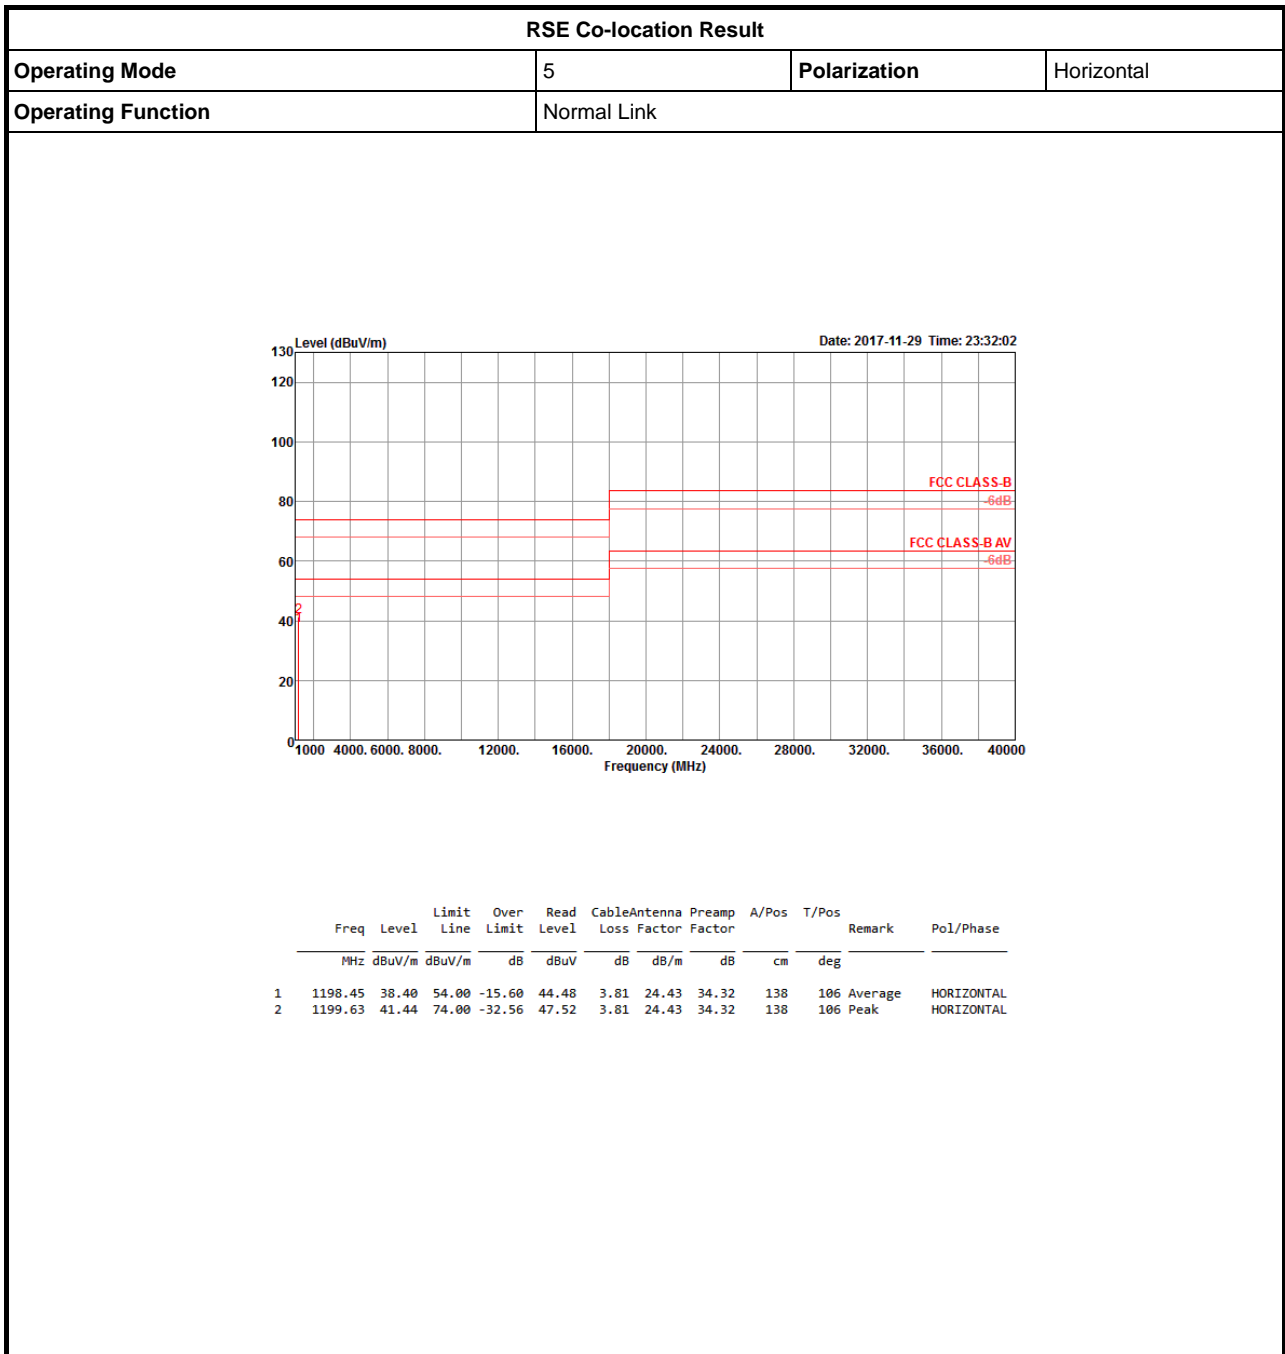 RSE Co-location Result
Operating Mode 5 Polarization Horizontal
Operating Function Normal Link
Level (dBuV/m) Date: 2017-11-29 Time: 23:32:02
130
120
100
80
60
40
20
0
FCC CLASS-B
-6dB
FCC CLASS-B AV
-6dB
2
1
1000 4000. 6000. 8000. 12000. 16000. 20000. 24000. 28000. 32000. 36000. 40000
Frequency (MHz)
Limit Over Read CableAntenna Preamp A/Pos T/Pos
Freq Level Line Limit Level Loss Factor Factor Remark Pol/Phase
MHz dBuV/m dBuV/m dB dBuV dB dB/m dB cm deg
1 1198.45 38.40 54.00 -15.60 44.48 3.81 24.43 34.32 138 106 Average HORIZONTAL
2 1199.63 41.44 74.00 -32.56 47.52 3.81 24.43 34.32 138 106 Peak HORIZONTAL